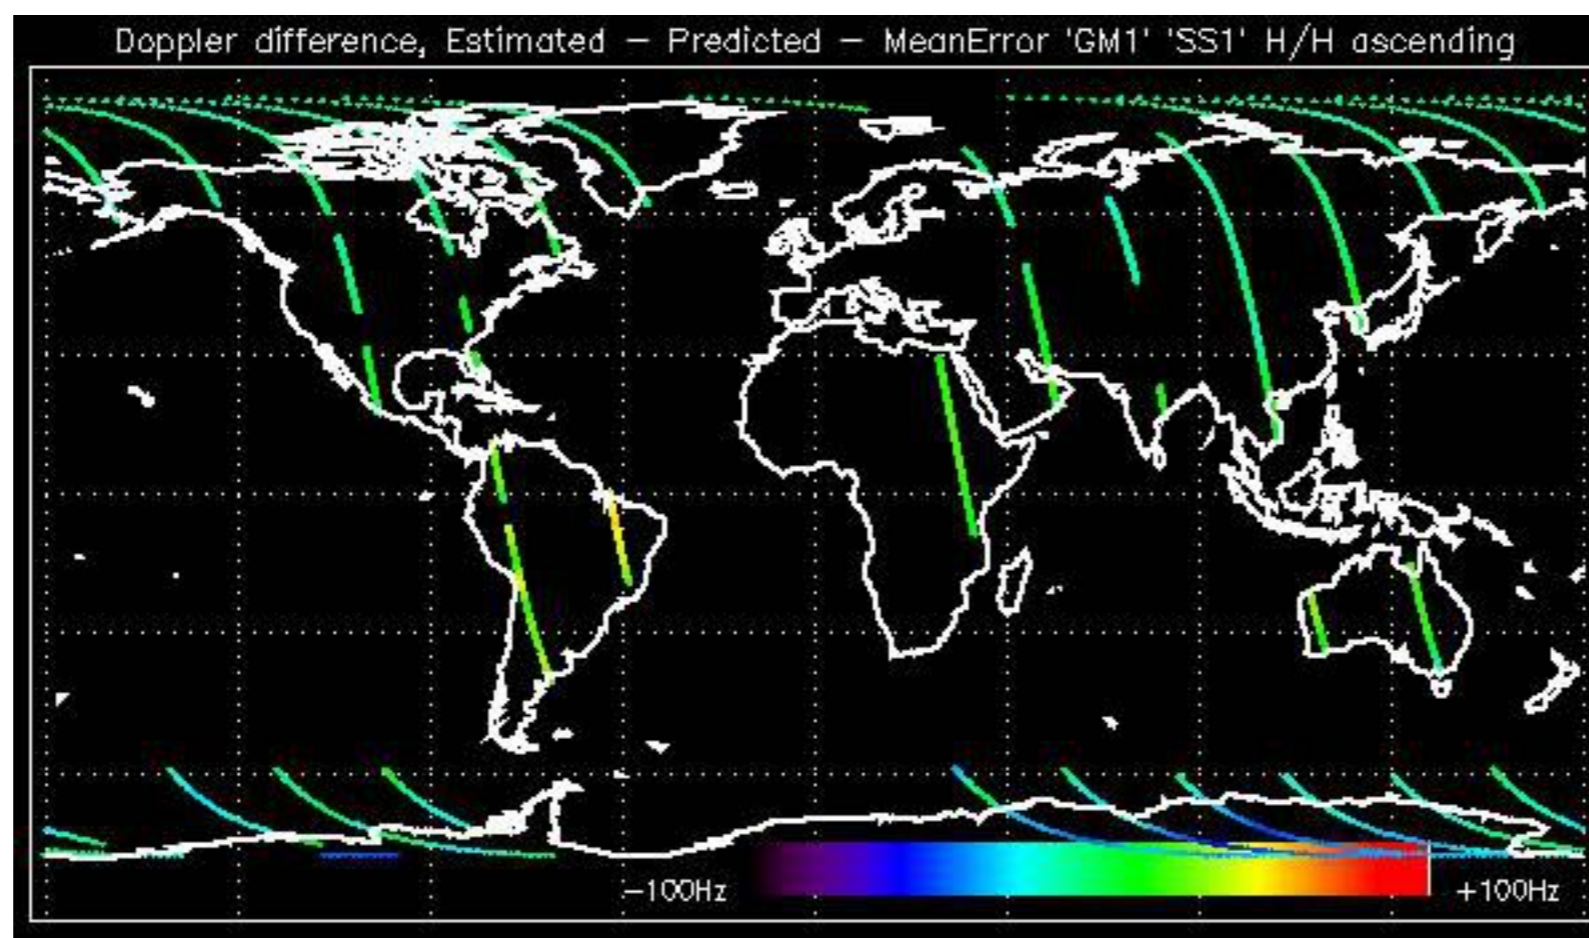 Doppler difference, Estimated — Predicted — MeanError 'GM1' 'SS1' H/H ascending
−100Hz +100Hz